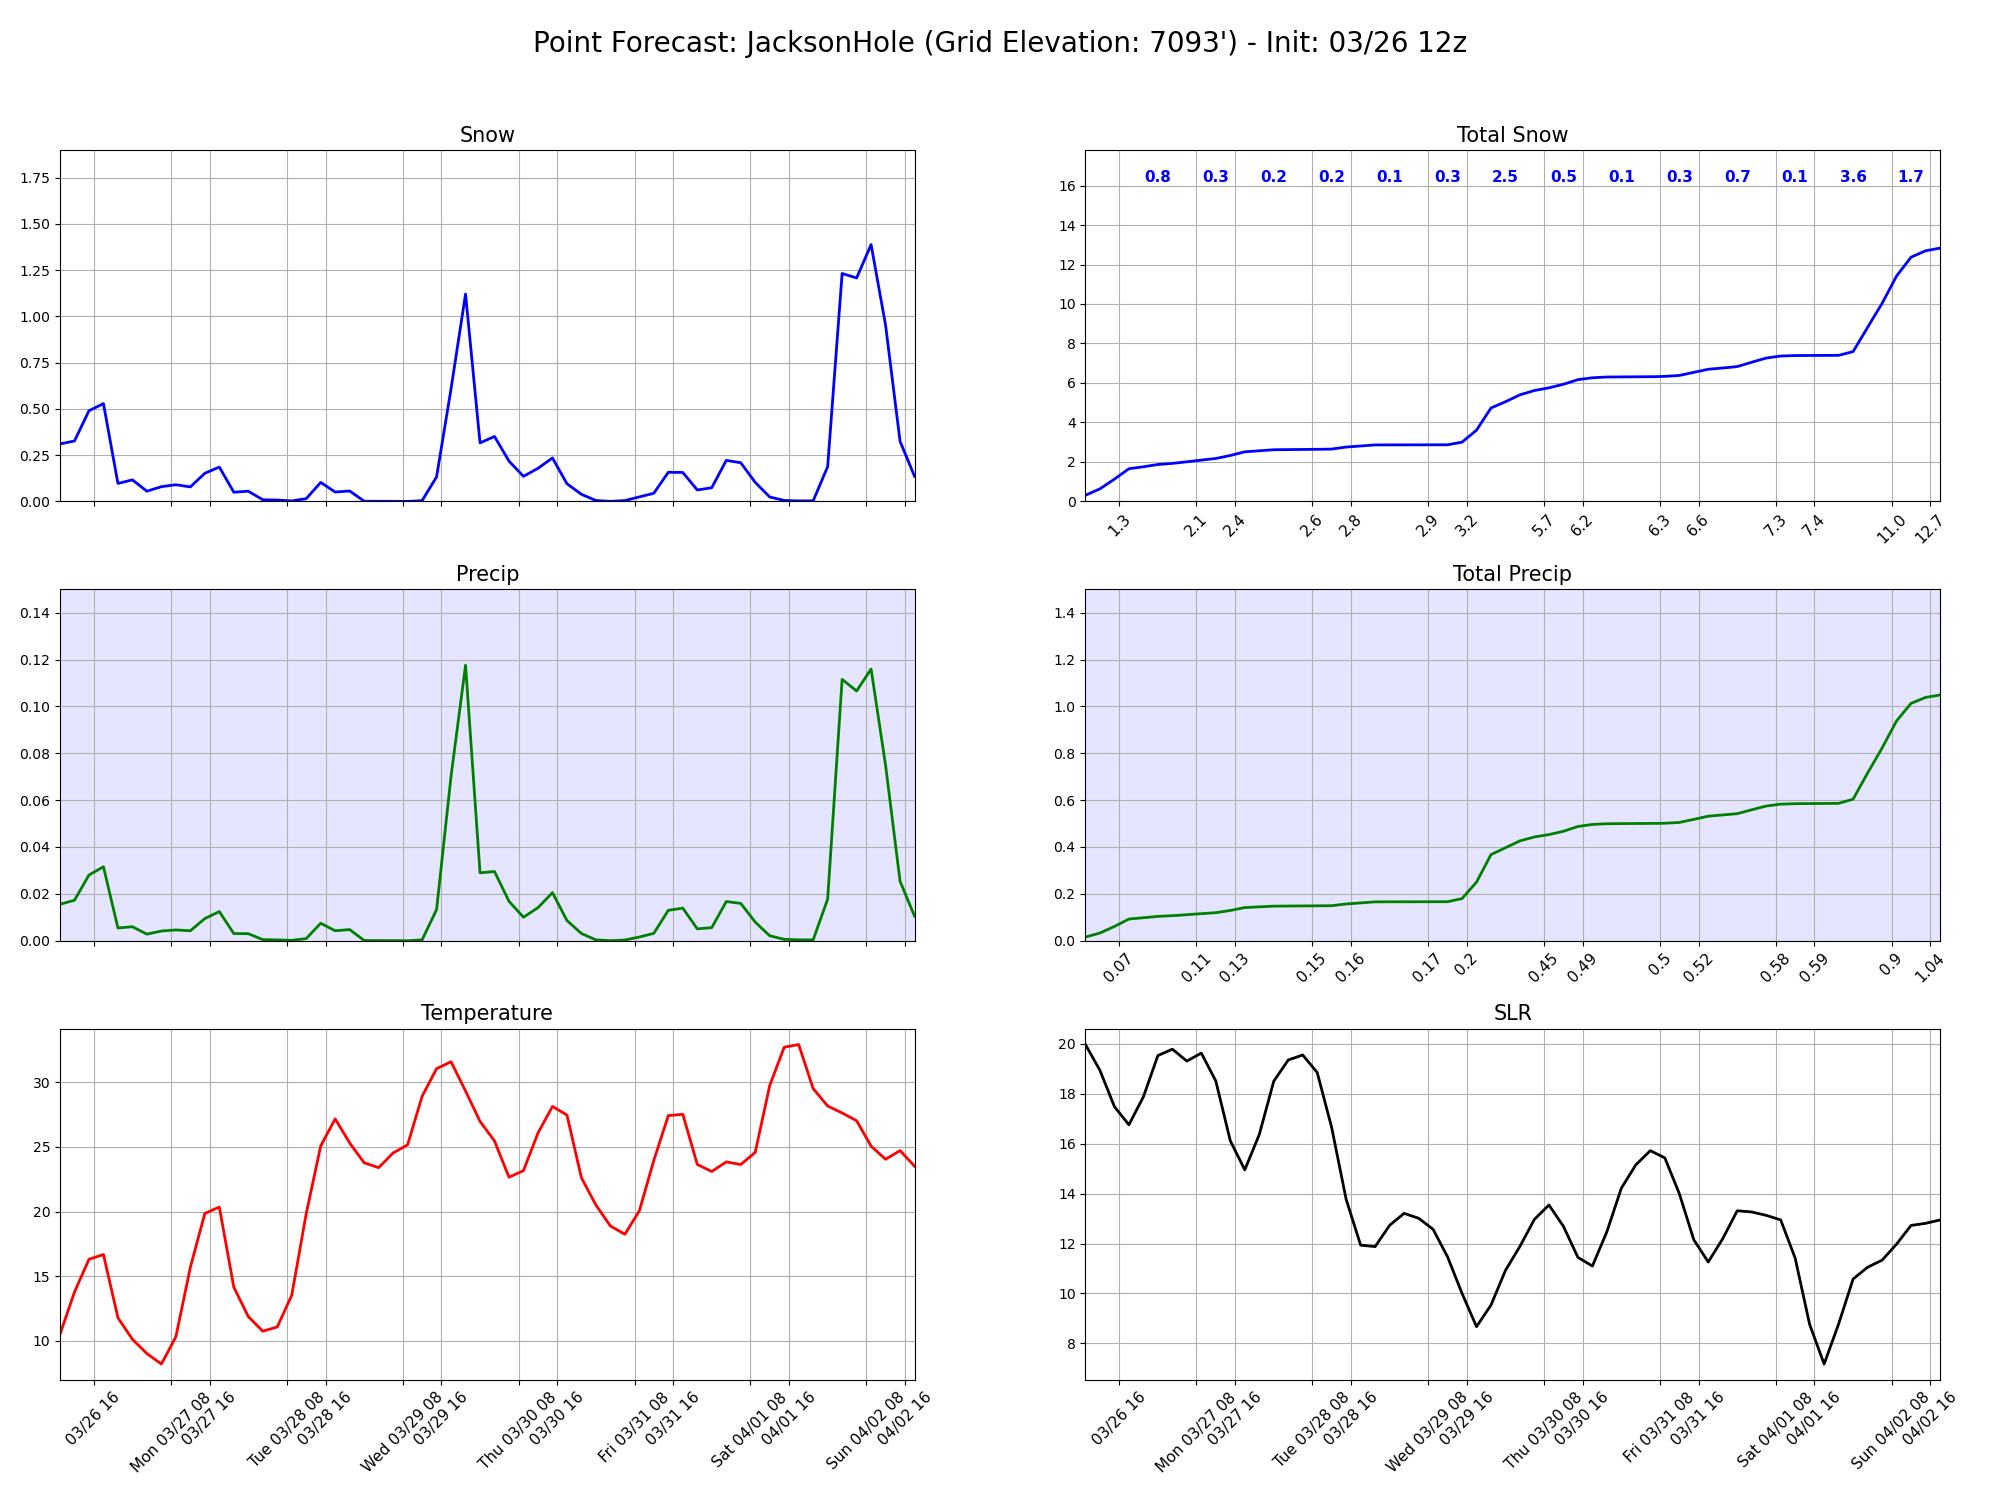 Point Forecast: JacksonHole (Grid Elevation: 7093') - Init: 03/26 12z
Snow
1.75
1.50
1.25
1.00
0.75
0.50
0.25
0.00
Total Snow
0.8 0.3 0.2 0.2 0.1 0.3 2.5 0.5 0.1 0.3 0.7 0.1 3.6 1.7
16
14
12
10
8
6
4
2
0
1.3 2.1 2.4 2.6 2.8 2.9 3.2 5.7 6.2 6.3 6.6 7.3 7.4 11.0 12.7
Precip
0.14
0.12
0.10
0.08
0.06
0.04
0.02
0.00
Total Precip
1.4
1.2
1.0
0.8
0.6
0.4
0.2
0.0
0.07 0.11 0.13 0.15 0.16 0.17 0.2 0.45 0.49 0.5 0.52 0.58 0.59 0.9 1.04
Temperature
30
25
20
15
10
03/26 16
Mon 03/27 08
03/27 16
Tue 03/28 08
03/28 16
Wed 03/29 08
03/29 16
Thu 03/30 08
03/30 16
Fri 03/31 08
03/31 16
Sat 04/01 08
04/01 16
Sun 04/02 08
04/02 16
SLR
20
18
16
14
12
10
8
03/26 16
Mon 03/27 08
03/27 16
Tue 03/28 08
03/28 16
Wed 03/29 08
03/29 16
Thu 03/30 08
03/30 16
Fri 03/31 08
03/31 16
Sat 04/01 08
04/01 16
Sun 04/02 08
04/02 16